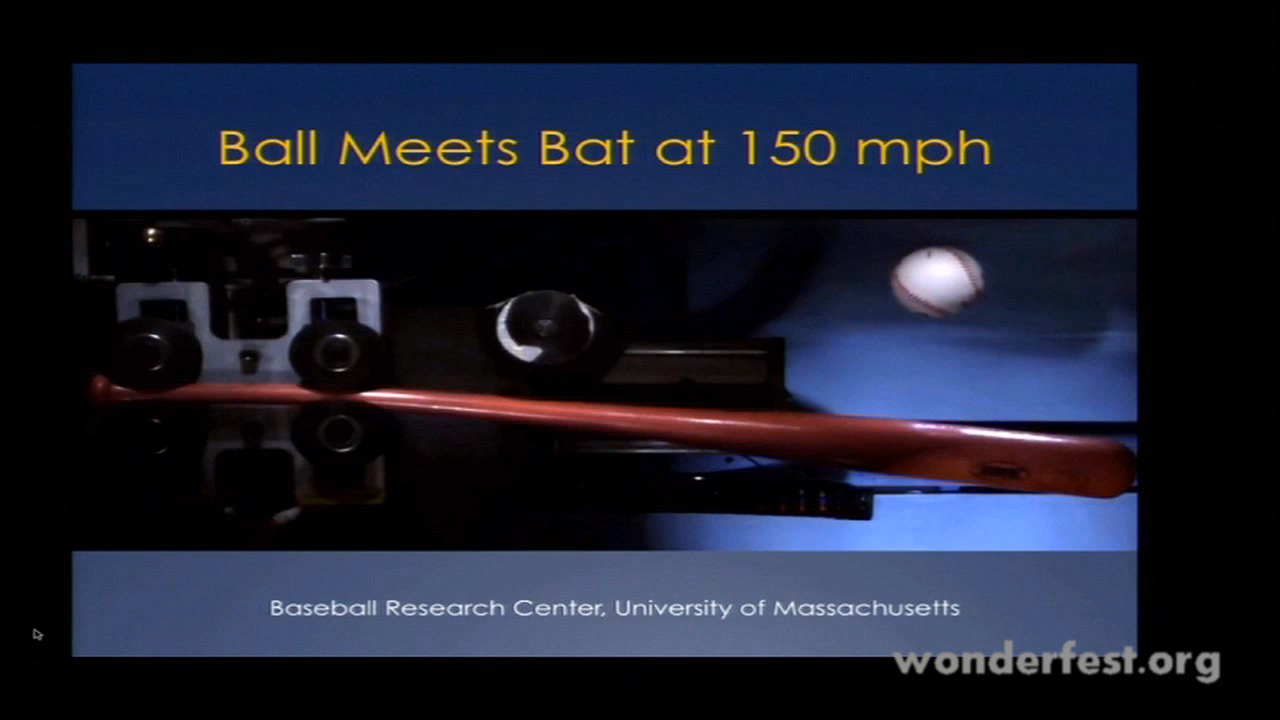 Ball Meets Bat at 150 mph
Baseball Research Center, University of Massachusetts
wonderfest.org